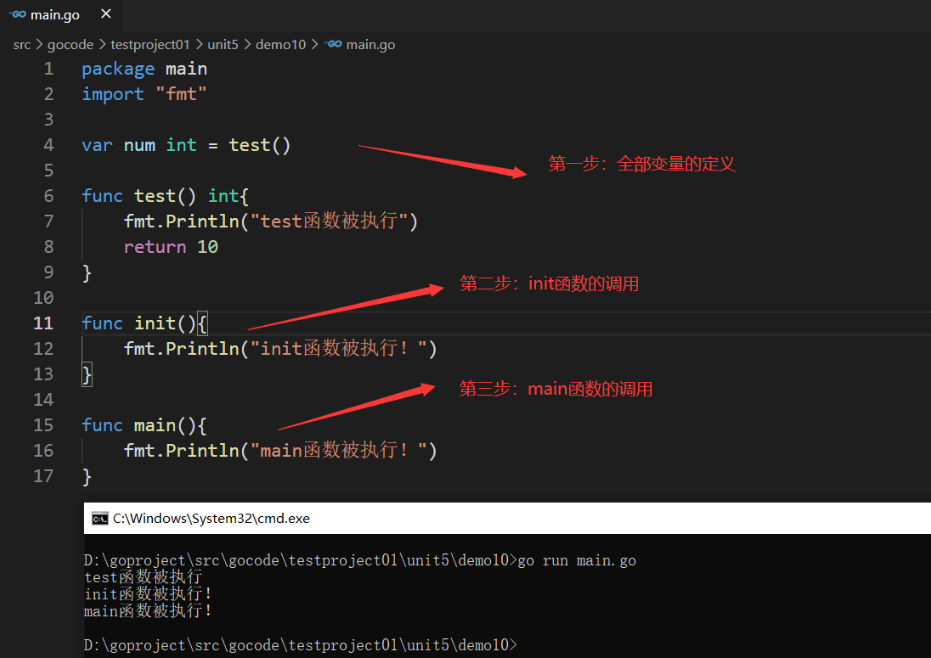 main.go ×
src > gocode > testproject01 > unit5 > demo10 > main.go
1 package main
2 import "fmt"
3
4 var num int = test()
第一步：全部变量的定义
5
6 func test() int{
7 fmt.Println("test函数被执行")
8 return 10
9 }
第二步：init函数的调用
10
11 func init(){
12 fmt.Println("init函数被执行！")
13 }
第三步：main函数的调用
14
15 func main(){
16 fmt.Println("main函数被执行！")
17 }
C:\Windows\System32\cmd.exe
D:\goproject\src\gocode\testproject01\unit5\demo10>go run main.go
test函数被执行
init函数被执行！
main函数被执行！
D:\goproject\src\gocode\testproject01\unit5\demo10>